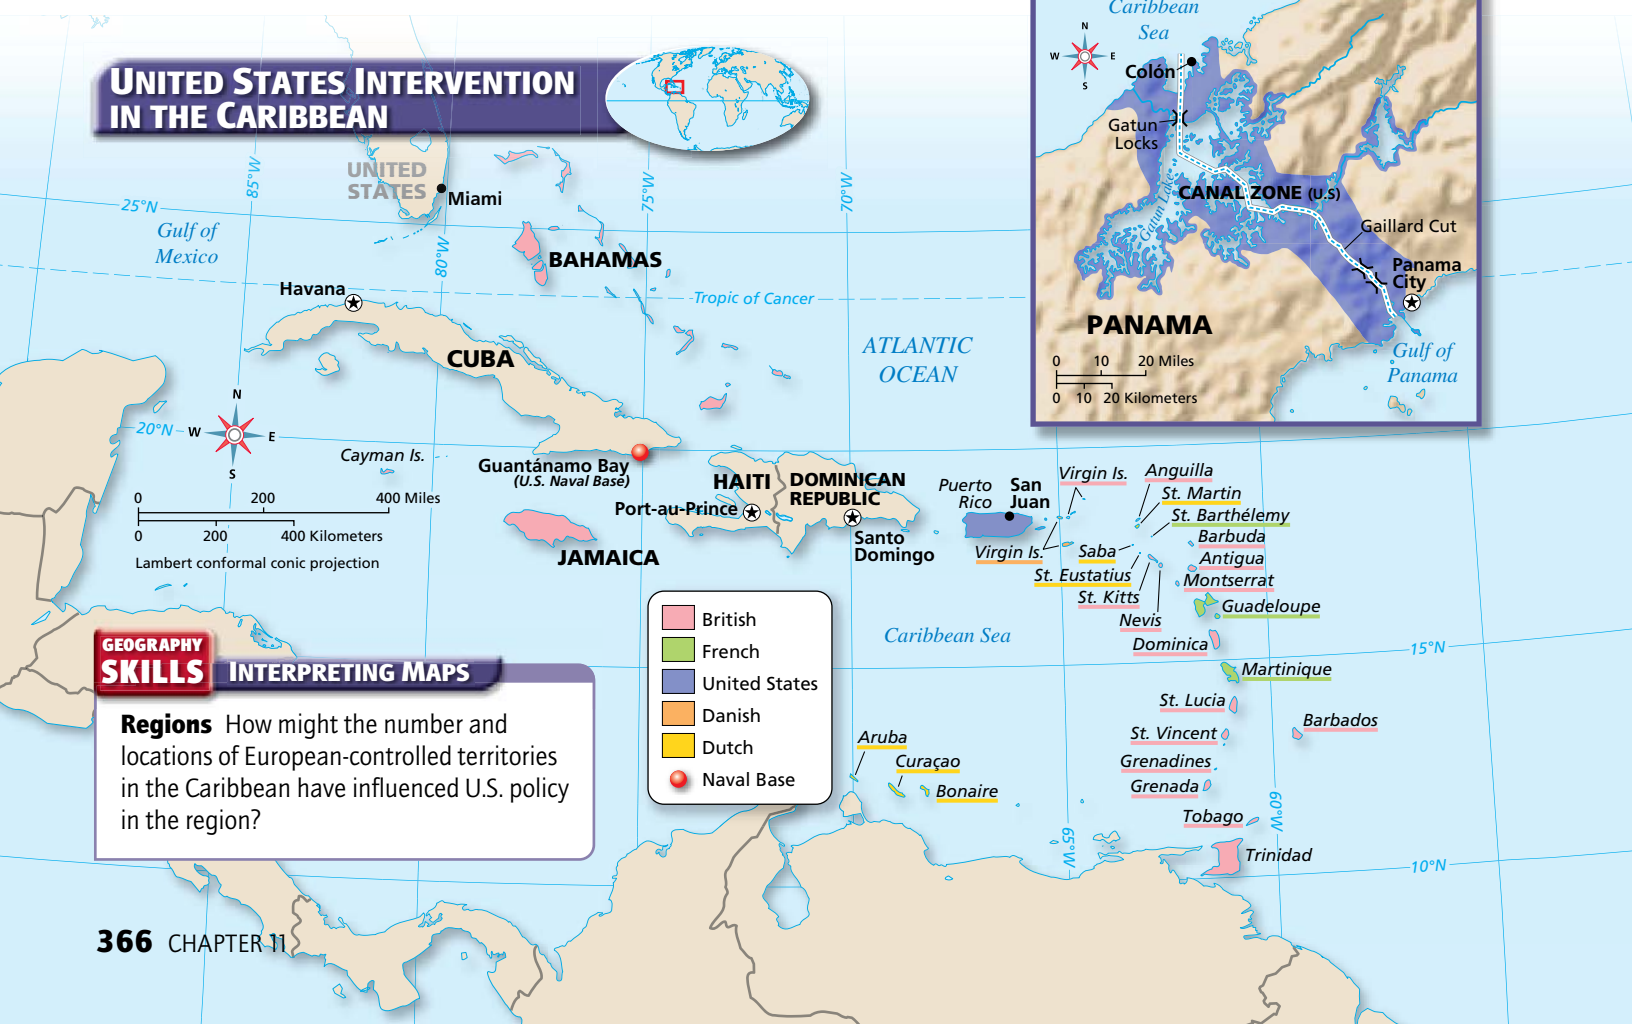 UNITED STATES INTERVENTION
IN THE CARIBBEAN
UNITED
STATES
Miami
85°W
80°W
75°W
70°W
25°N
Gulf of
Mexico
BAHAMAS
Havana
Tropic of Cancer
CUBA
ATLANTIC
OCEAN
20°N
N
W
E
S
Cayman Is.
Guantánamo Bay
(U.S. Naval Base)
0 200 400 Miles
0 200 400 Kilometers
Lambert conformal conic projection
HAITI
Port-au-Prince
DOMINICAN
REPUBLIC
Santo
Domingo
JAMAICA
Puerto
Rico
San
Juan
Virgin Is.
Virgin Is.
Anguilla
St. Martin
St. Barthélemy
Barbuda
Antigua
Saba
St. Eustatius
St. Kitts
Nevis
Montserrat
Guadeloupe
Dominica
Martinique
St. Lucia
St. Vincent
Barbados
Grenadines
Grenada
Tobago
Trinidad
15°N
10°N
65°W
60°W
Caribbean Sea
Aruba
Curaçao
Bonaire
British
French
United States
Danish
Dutch
Naval Base
Caribbean
Sea
N
W
E
S
Colón
Gatun
Locks
Gatun Lake
CANAL ZONE (U.S)
Gaillard Cut
Panama
City
PANAMA
Gulf of
Panama
0 10 20 Miles
0 10 20 Kilometers
GEOGRAPHY
SKILLS
INTERPRETING MAPS
Regions How might the number and
locations of European-controlled territories
in the Caribbean have influenced U.S. policy
in the region?
366 CHAPTER 11